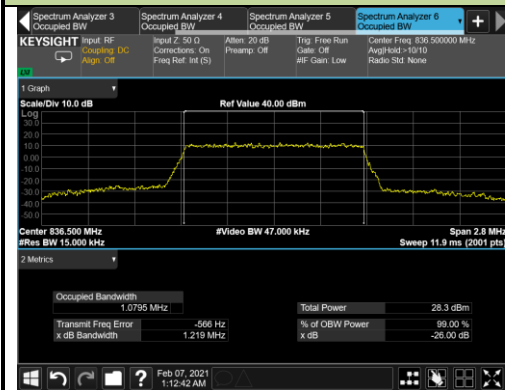 Spectrum Analyzer 3
Occupied BW
Spectrum Analyzer 4
Occupied BW
Spectrum Analyzer 5
Occupied BW
Spectrum Analyzer 6
Occupied BW
KEYSIGHT
Input: RF
Coupling: DC
Align: Off
Input Z: 50 Ω
Corrections: On
Freq Ref: Int (S)
Atten: 20 dB
Preamp: Off
Trig: Free Run
Gate: Off
#IF Gain: Low
Center Freq: 836.500000 MHz
Avg|Hold:>10/10
Radio Std: None
1 Graph
Scale/Div 10.0 dB
Ref Value 40.00 dBm
Log
30.0
20.0
10.0
0.00
-10.0
-20.0
-30.0
-40.0
-50.0
Center 836.500 MHz
#Video BW 47.000 kHz
Span 2.8 MHz
#Res BW 15.000 kHz
Sweep 11.9 ms (2001 pts)
2 Metrics
Occupied Bandwidth
1.0795 MHz
Total Power
28.3 dBm
Transmit Freq Error
-566 Hz
% of OBW Power
99.00 %
x dB Bandwidth
1.219 MHz
x dB
-26.00 dB
?
Feb 07, 2021
1:12:42 AM